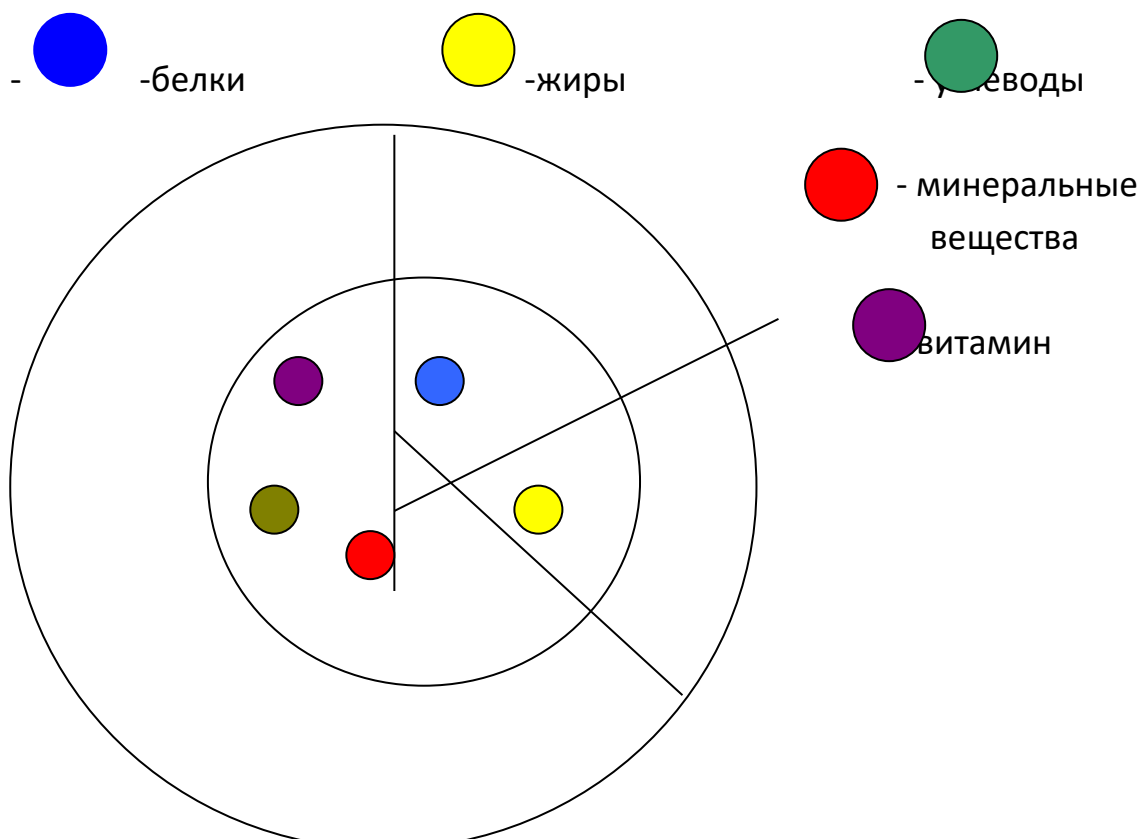 - -белки -жиры -
- минеральные
вещества
витамин